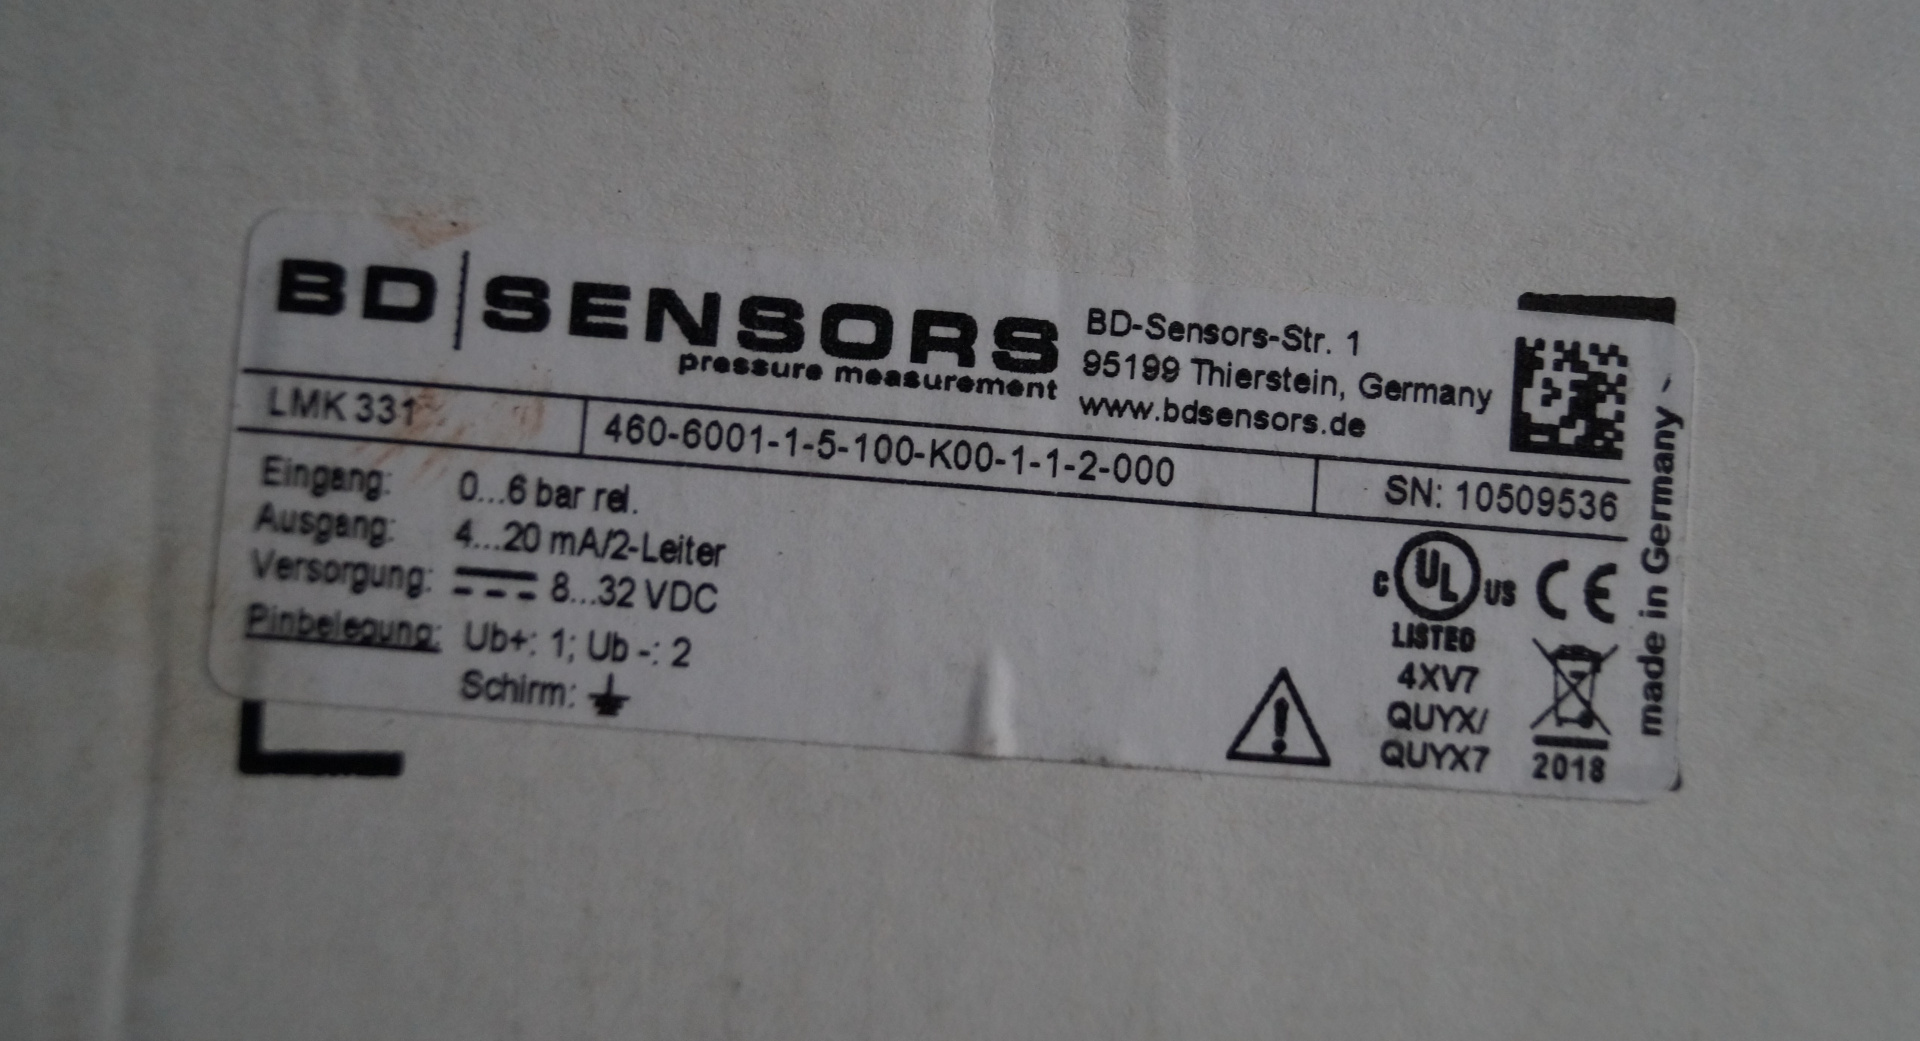 BD|SENSORS
pressure measurement
BD-Sensors-Str. 1
95199 Thierstein, Germany
www.bdsensors.de
LMK 331
460-6001-1-5-100-K00-1-1-2-000
SN: 10509536
Eingang: 0...6 bar rel.
Ausgang: 4...20 mA/2-Leiter
Versorgung: 8...32 VDC
Pinbelegung: Ub+: 1; Ub -: 2
Schirm:
C UL US
LISTED
4XV7
QUYX/
QUYX7
CE
2018
made in Germany